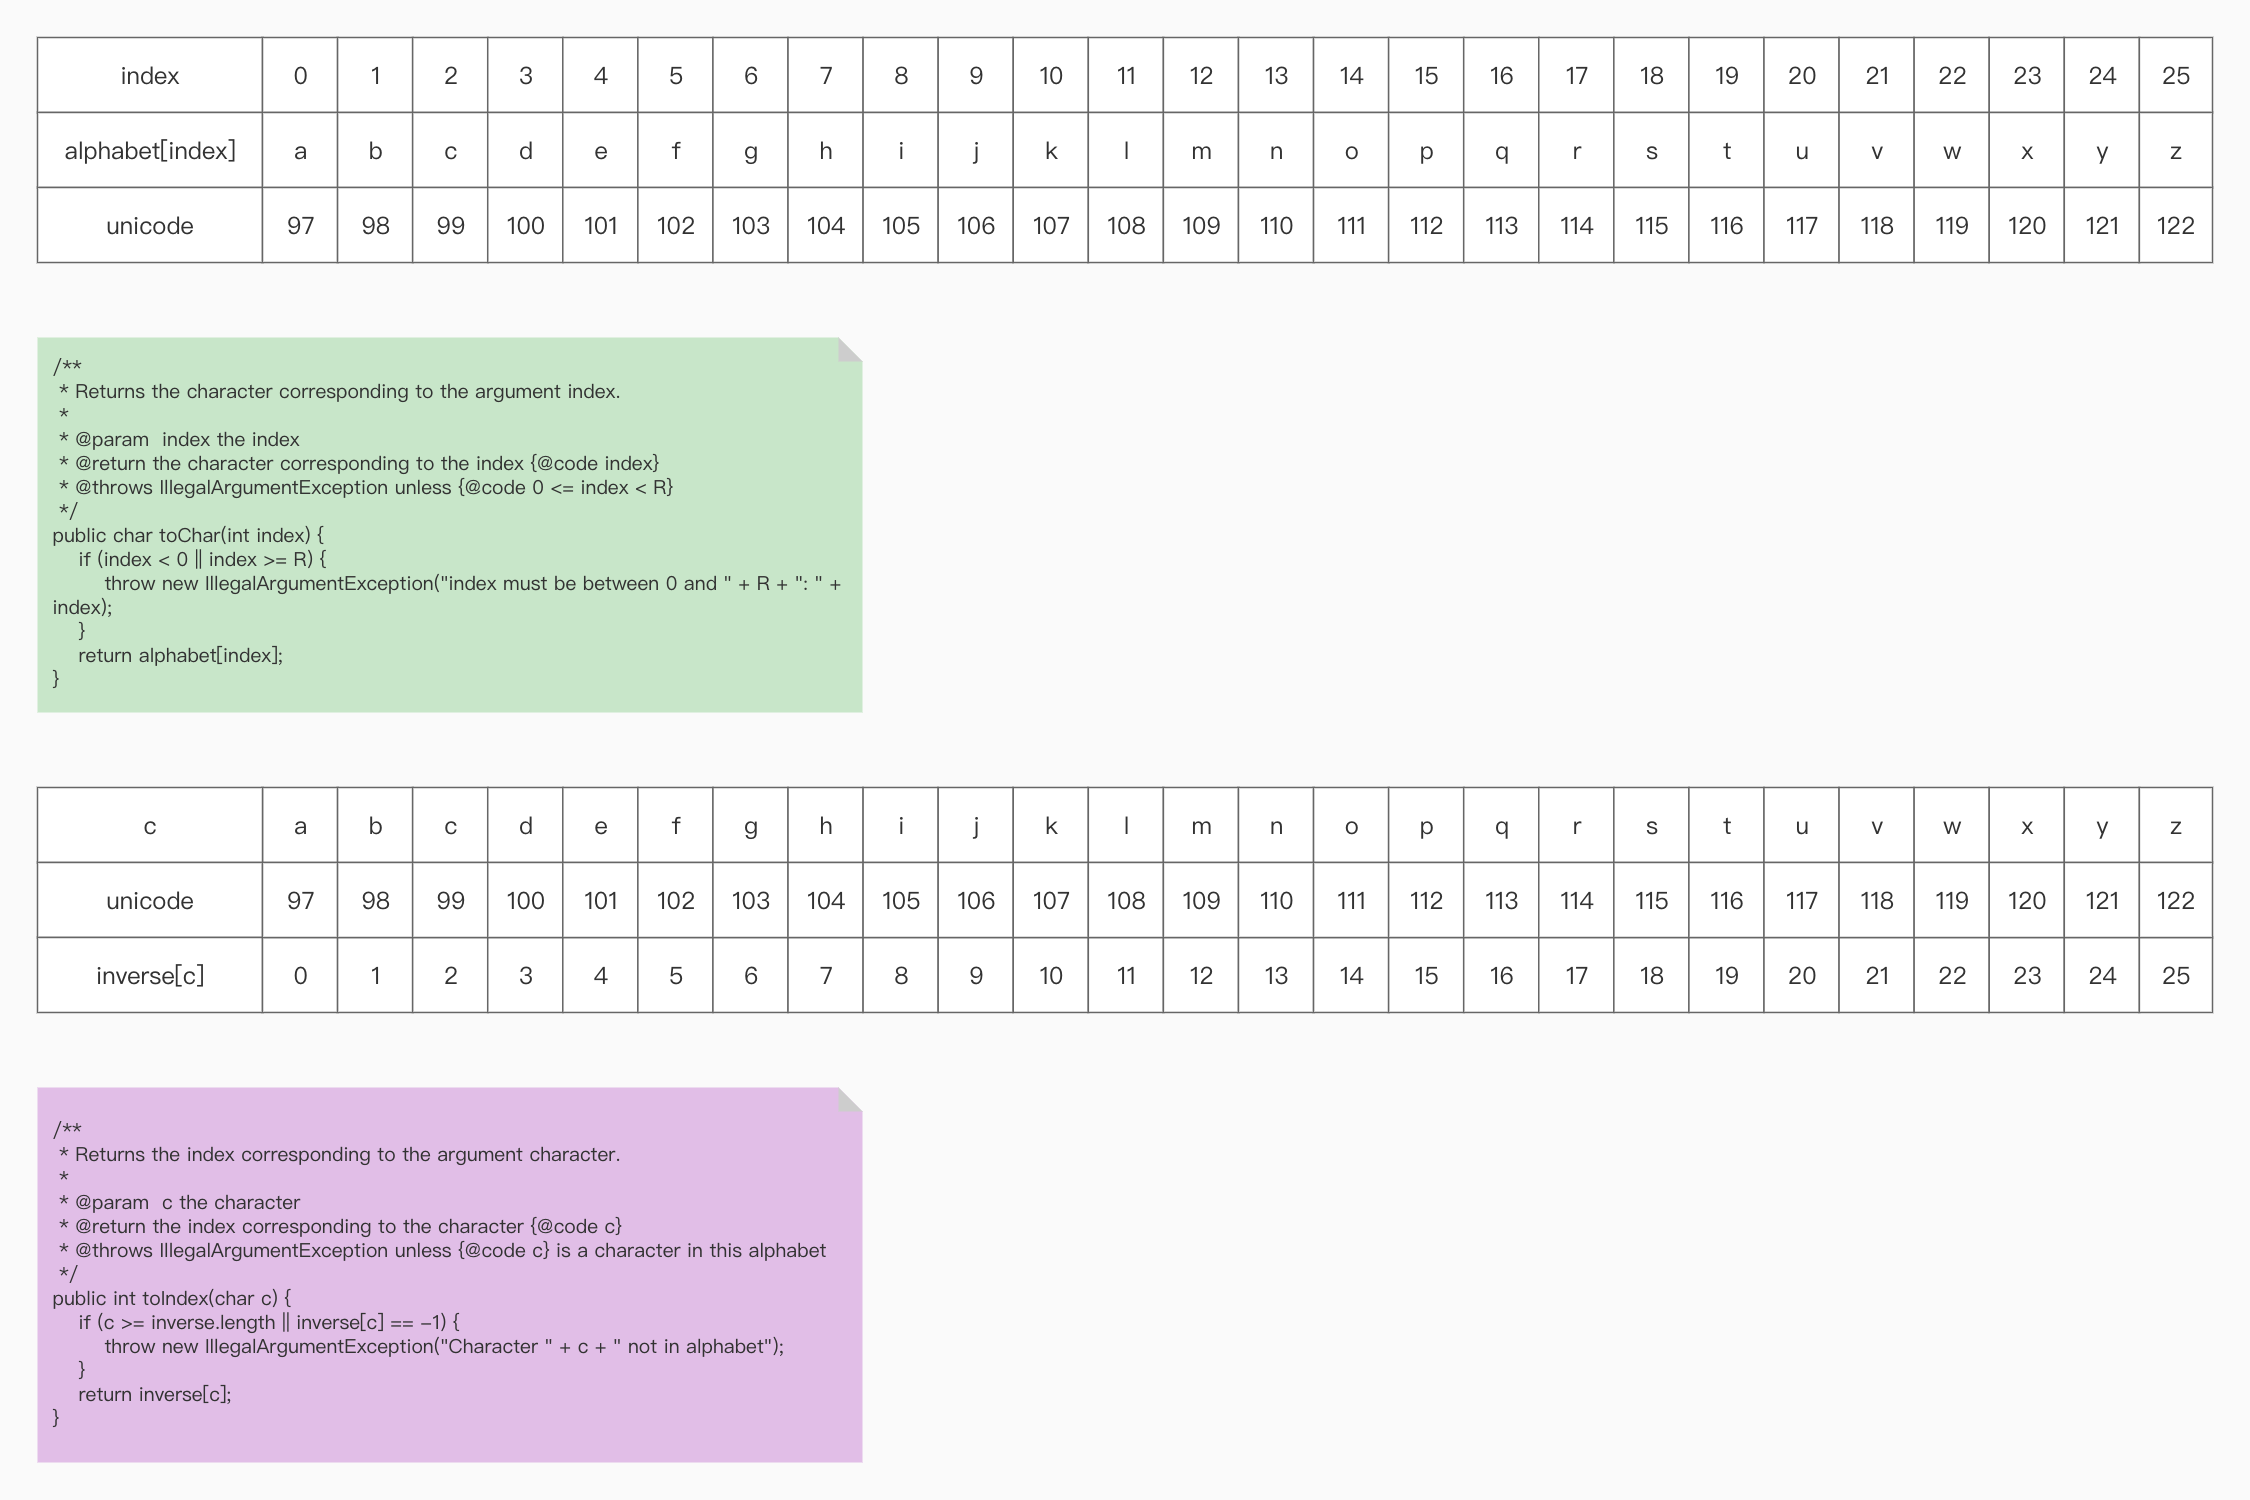 index 0 1 2 3 4 5 6 7 8 9 10 11 12 13 14 15 16 17 18 19 20 21 22 23 24 25
alphabet[index] a b c d e f g h i j k l m n o p q r s t u v w x y z
unicode 97 98 99 100 101 102 103 104 105 106 107 108 109 110 111 112 113 114 115 116 117 118 119 120 121 122
/**
 * Returns the character corresponding to the argument index.
 *
 * @param  index the index
 * @return the character corresponding to the index {@code index}
 * @throws IllegalArgumentException unless {@code 0 <= index < R}
 */
public char toChar(int index) {
    if (index < 0 || index >= R) {
        throw new IllegalArgumentException("index must be between 0 and " + R + ": " +
index);
    }
    return alphabet[index];
}
c a b c d e f g h i j k l m n o p q r s t u v w x y z
unicode 97 98 99 100 101 102 103 104 105 106 107 108 109 110 111 112 113 114 115 116 117 118 119 120 121 122
inverse[c] 0 1 2 3 4 5 6 7 8 9 10 11 12 13 14 15 16 17 18 19 20 21 22 23 24 25
/**
 * Returns the index corresponding to the argument character.
 *
 * @param  c the character
 * @return the index corresponding to the character {@code c}
 * @throws IllegalArgumentException unless {@code c} is a character in this alphabet
 */
public int toIndex(char c) {
    if (c >= inverse.length || inverse[c] == -1) {
        throw new IllegalArgumentException("Character " + c + " not in alphabet");
    }
    return inverse[c];
}